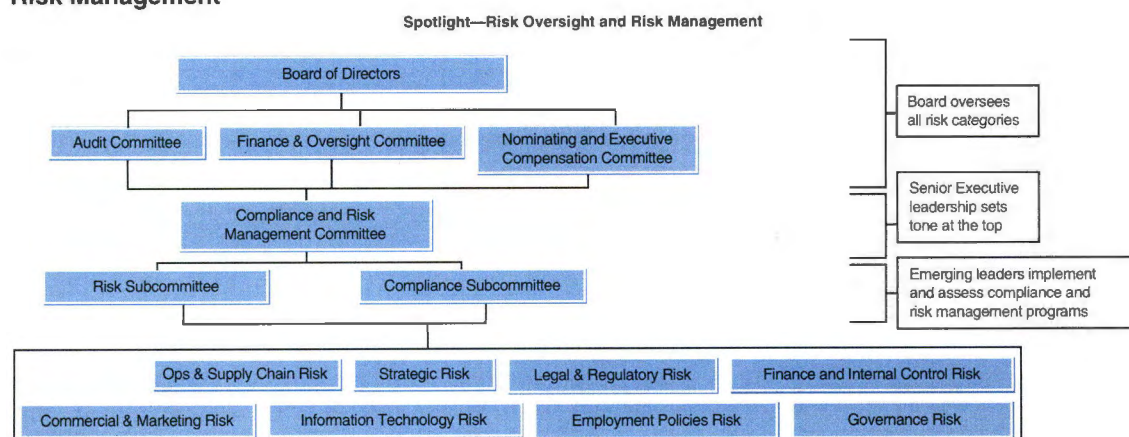 Risk Management
Spotlight—Risk Oversight and Risk Management
Board of Directors
Audit Committee
Finance & Oversight Committee
Nominating and Executive
Compensation Committee
Board oversees
all risk categories
Compliance and Risk
Management Committee
Senior Executive
leadership sets
tone at the top
Risk Subcommittee
Compliance Subcommittee
Emerging leaders implement
and assess compliance and
risk management programs
Ops & Supply Chain Risk
Strategic Risk
Legal & Regulatory Risk
Finance and Internal Control Risk
Commercial & Marketing Risk
Information Technology Risk
Employment Policies Risk
Governance Risk